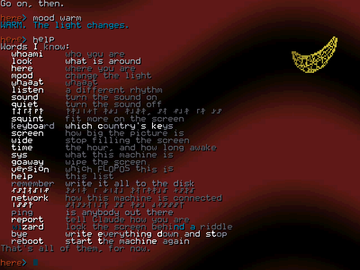 Go on, then.
here> mood warm
WARM. The light changes.
here> help
Words I know:
whoami who you are
look what is around
here where you are
mood change the light
whaaat
listen a different rhythm
sound turn the sound on
quiet turn the sound off
squint fit more on the screen
keyboard which country's keys
screen how big the picture is
wide stop filling the screen
time the hour, and how long awake
sys what this machine is
goaway wipe the screen
version which FLOPOS this is
help this list
remember write it all to the disk
network how this machine is connected
ping is anybody out there
report tell Claude how you are
look the screen behind a riddle
bye write everything down and stop
reboot start the machine again
That's all of them, for now.
here>